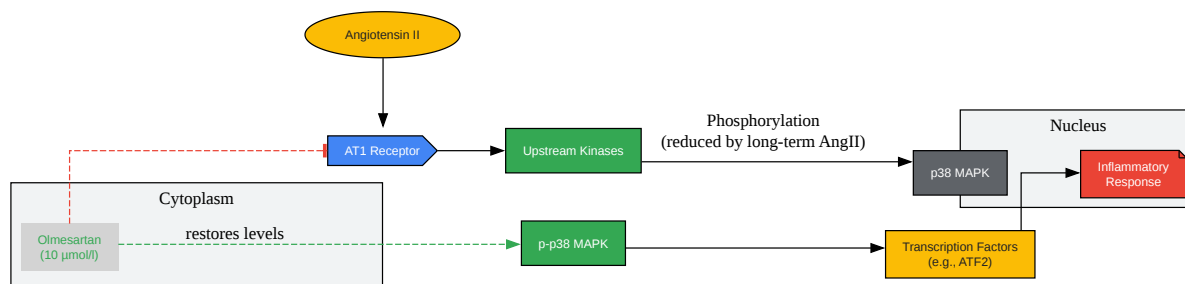 Angiotensin II
Phosphorylation
(reduced by long-term AngII)
Nucleus
AT1 Receptor
Upstream Kinases
p38 MAPK
Inflammatory
Response
Cytoplasm
Olmesartan
(10 μmol/l)
restores levels
p-p38 MAPK
Transcription Factors
(e.g., ATF2)